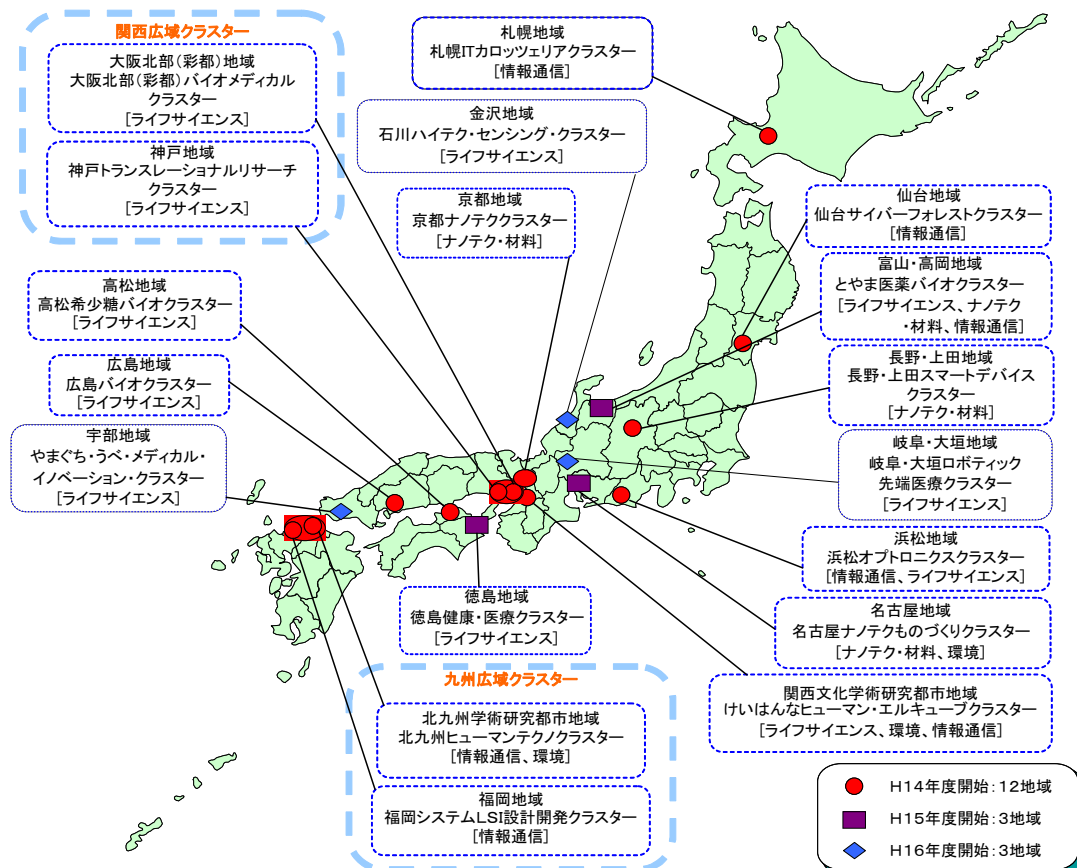 関西広域クラスター
大阪北部（彩都）地域
大阪北部（彩都）バイオメディカル
クラスター
[ライフサイエンス]
神戸地域
神戸トランスレーショナルリサーチ
クラスター
[ライフサイエンス]
札幌地域
札幌ITカロッツェリアクラスター
[情報通信]
金沢地域
石川ハイテク・センシング・クラスター
[ライフサイエンス]
京都地域
京都ナノテククラスター
[ナノテク・材料]
仙台地域
仙台サイバーフォレストクラスター
[情報通信]
富山・高岡地域
とやま医薬バイオクラスター
[ライフサイエンス、ナノテク
・材料、情報通信]
高松地域
高松希少糖バイオクラスター
[ライフサイエンス]
長野・上田地域
長野・上田スマートデバイス
クラスター
[ナノテク・材料]
広島地域
広島バイオクラスター
[ライフサイエンス]
宇部地域
やまぐち・うべ・メディカル・
イノベーション・クラスター
[ライフサイエンス]
岐阜・大垣地域
岐阜・大垣ロボティック
先端医療クラスター
[ライフサイエンス]
浜松地域
浜松オプトロニクスクラスター
[情報通信、ライフサイエンス]
徳島地域
徳島健康・医療クラスター
[ライフサイエンス]
名古屋地域
名古屋ナノテクものづくりクラスター
[ナノテク・材料、環境]
関西文化学術研究都市地域
けいはんなヒューマン・エルキューブクラスター
[ライフサイエンス、環境、情報通信]
九州広域クラスター
北九州学術研究都市地域
北九州ヒューマンテクノクラスター
[情報通信、環境]
福岡地域
福岡システムLSI設計開発クラスター
[情報通信]
H14年度開始：12地域
H15年度開始：3地域
H16年度開始：3地域